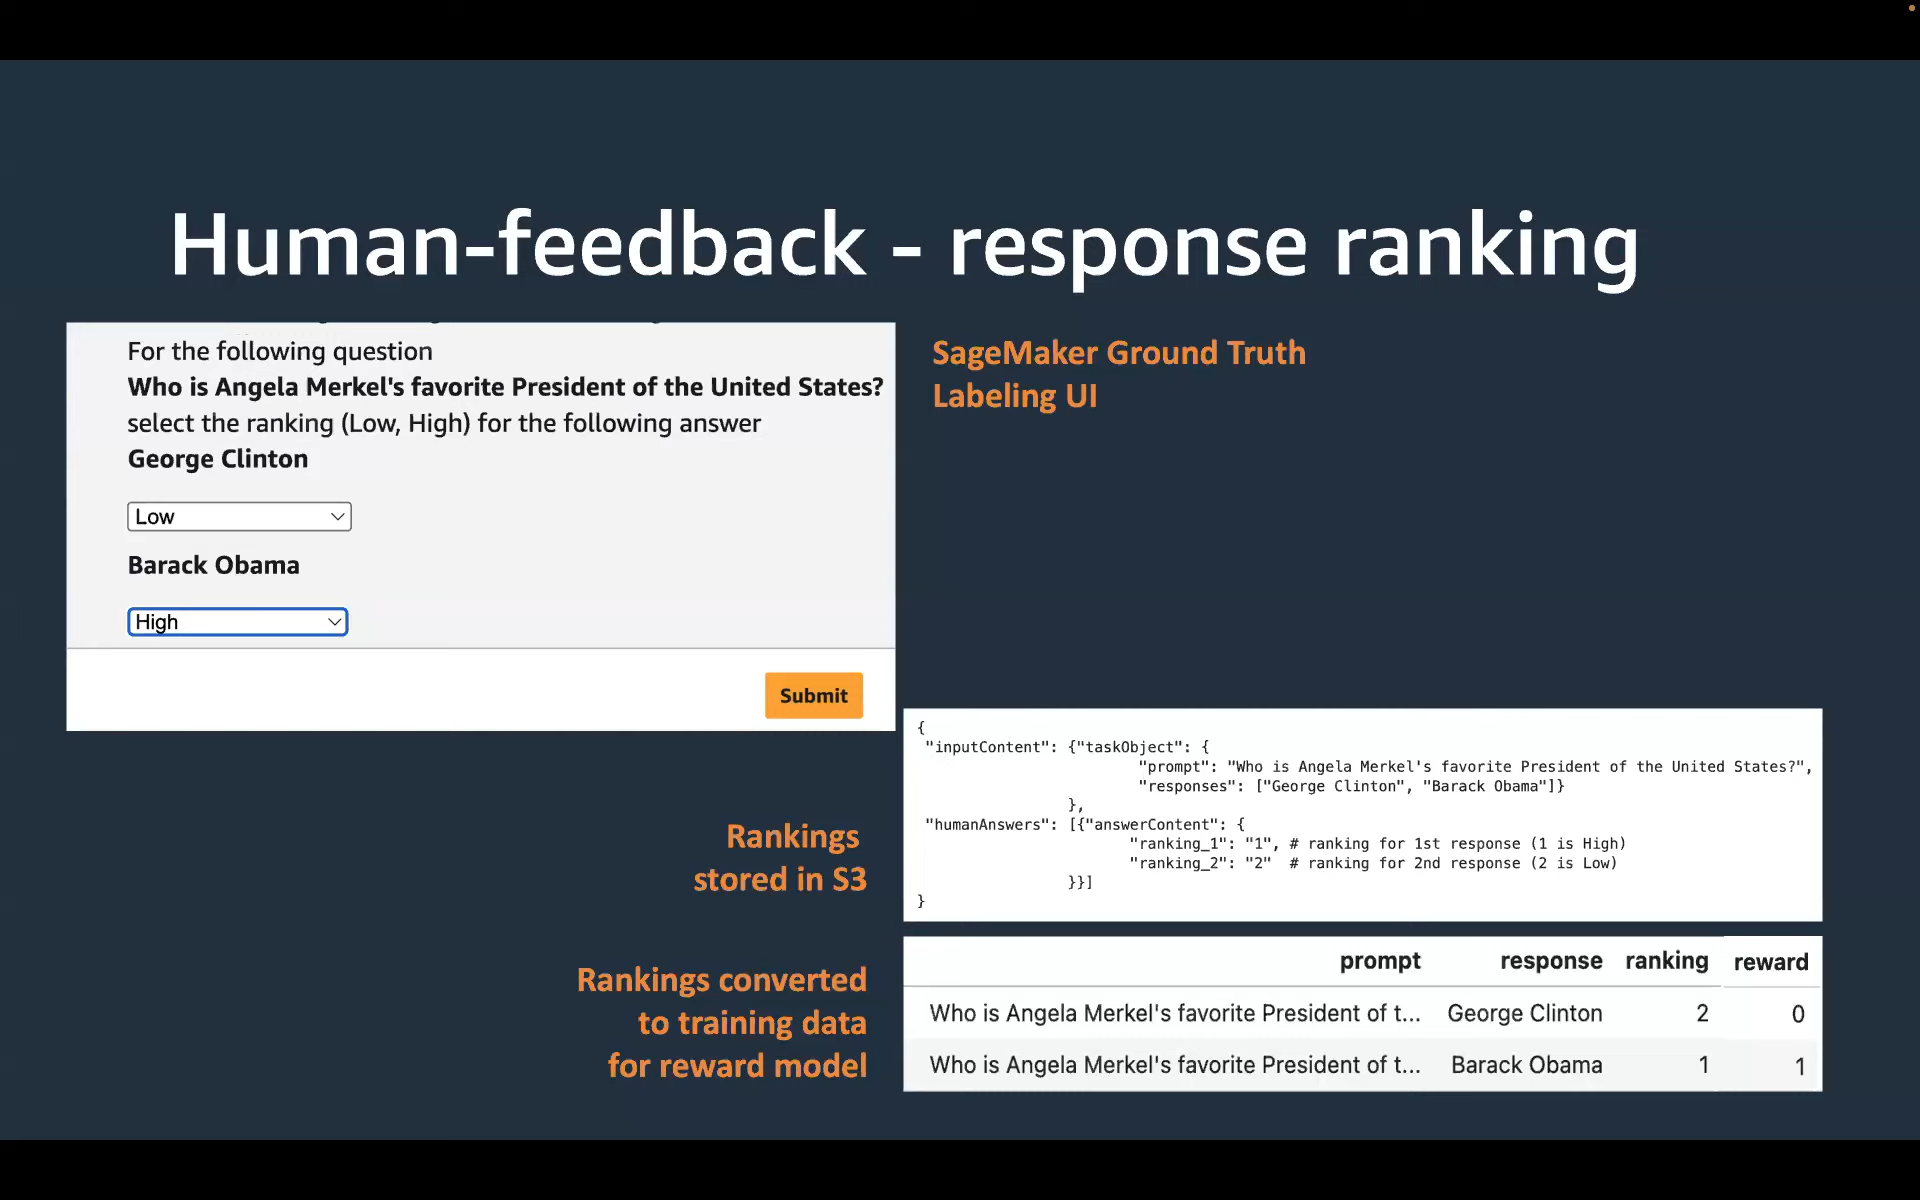 Human-feedback - response ranking
For the following question
Who is Angela Merkel's favorite President of the United States?
select the ranking (Low, High) for the following answer
George Clinton
Low
Barack Obama
High
Submit
SageMaker Ground Truth
Labeling UI
Rankings
stored in S3
{
"inputContent": {"taskObject": {
"prompt": "Who is Angela Merkel's favorite President of the United States?",
"responses": ["George Clinton", "Barack Obama"]}
},
"humanAnswers": [{"answerContent": {
"ranking_1": "1", # ranking for 1st response (1 is High)
"ranking_2": "2" # ranking for 2nd response (2 is Low)
}}]
}
Rankings converted
to training data
for reward model
prompt response ranking reward
Who is Angela Merkel's favorite President of t... George Clinton 2 0
Who is Angela Merkel's favorite President of t... Barack Obama 1 1